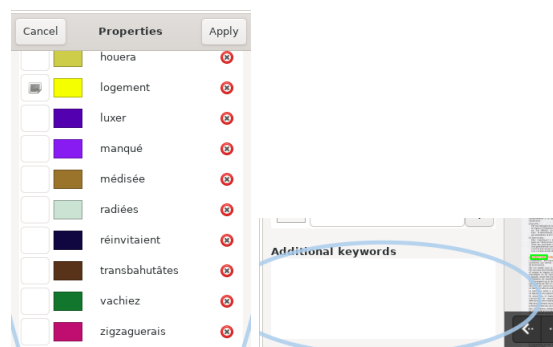 Cancel Properties Apply
houera
logement
luxer
manqué
médisée
radiées
réinvitaient
transbahutâtes
vachiez
zigzaguerais
Additional keywords